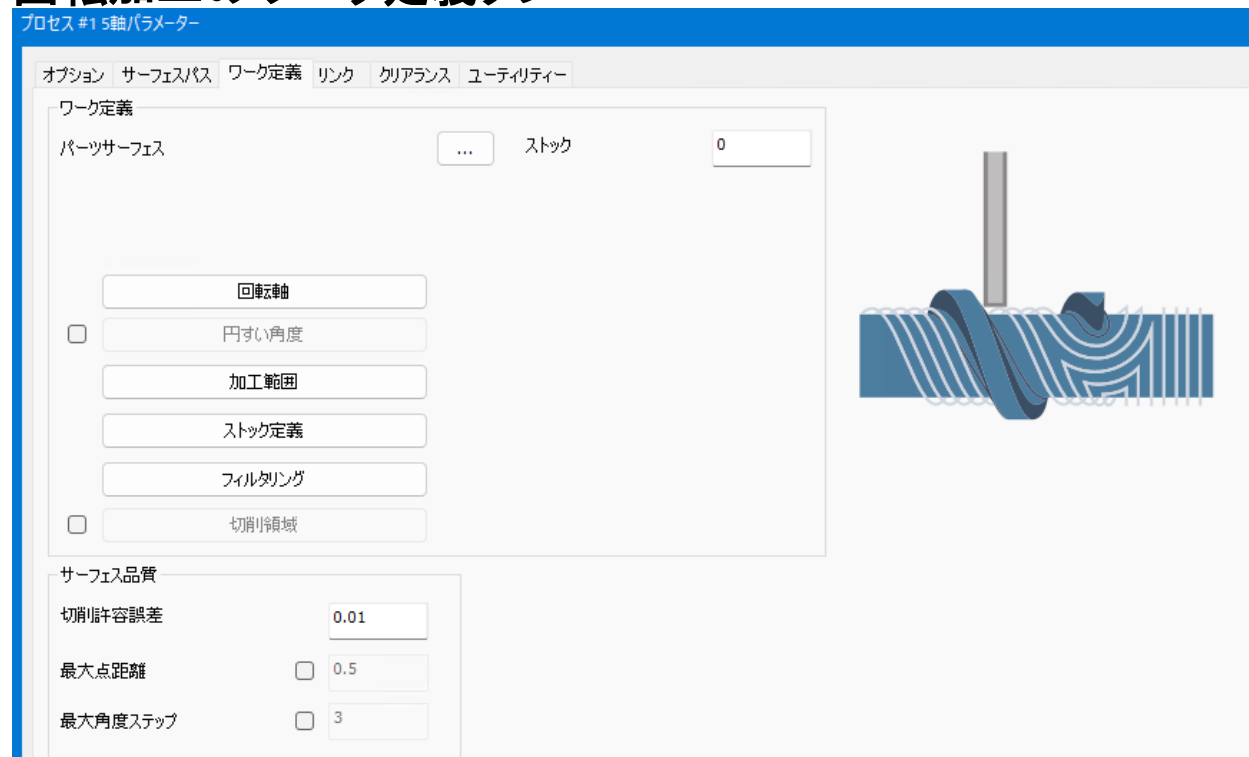 プロセス #1 5軸パラメーター
オプション サーフェスパス ワーク定義 リンク クリアランス ユーティリティー
ワーク定義
パーツサーフェス ... ストック 0
回転軸
円すい角度
加工範囲
ストック定義
フィルタリング
切削領域
サーフェス品質
切削許容誤差 0.01
最大点距離 0.5
最大角度ステップ 3